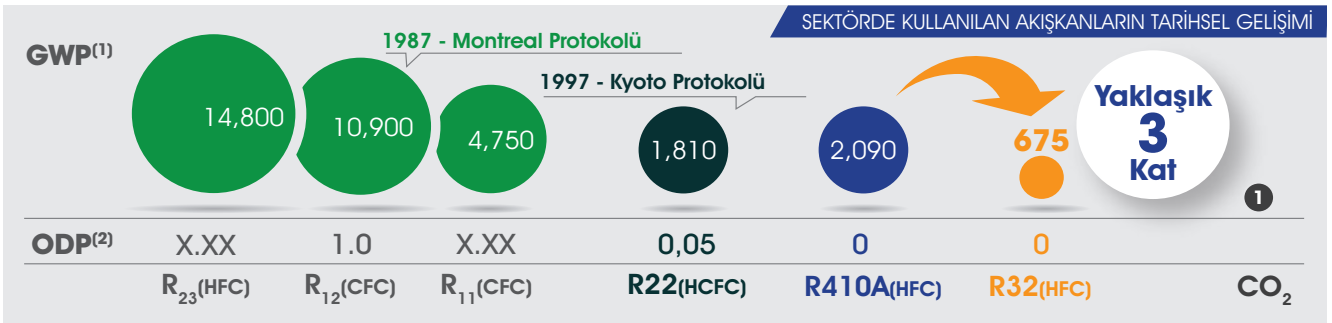 SEKTÖRDE KULLANILAN AKIŞKANLARIN TARİHSEL GELİŞİMİ
GWP(1)
1987 - Montreal Protokolü
1997 - Kyoto Protokolü
14,800 10,900 4,750 1,810 2,090 675
Yaklaşık
3
Kat
1
ODP(2) X.XX 1.0 X.XX 0,05 0 0
R23(HFC) R12(CFC) R11(CFC) R22(HCFC) R410A(HFC) R32(HFC) CO2